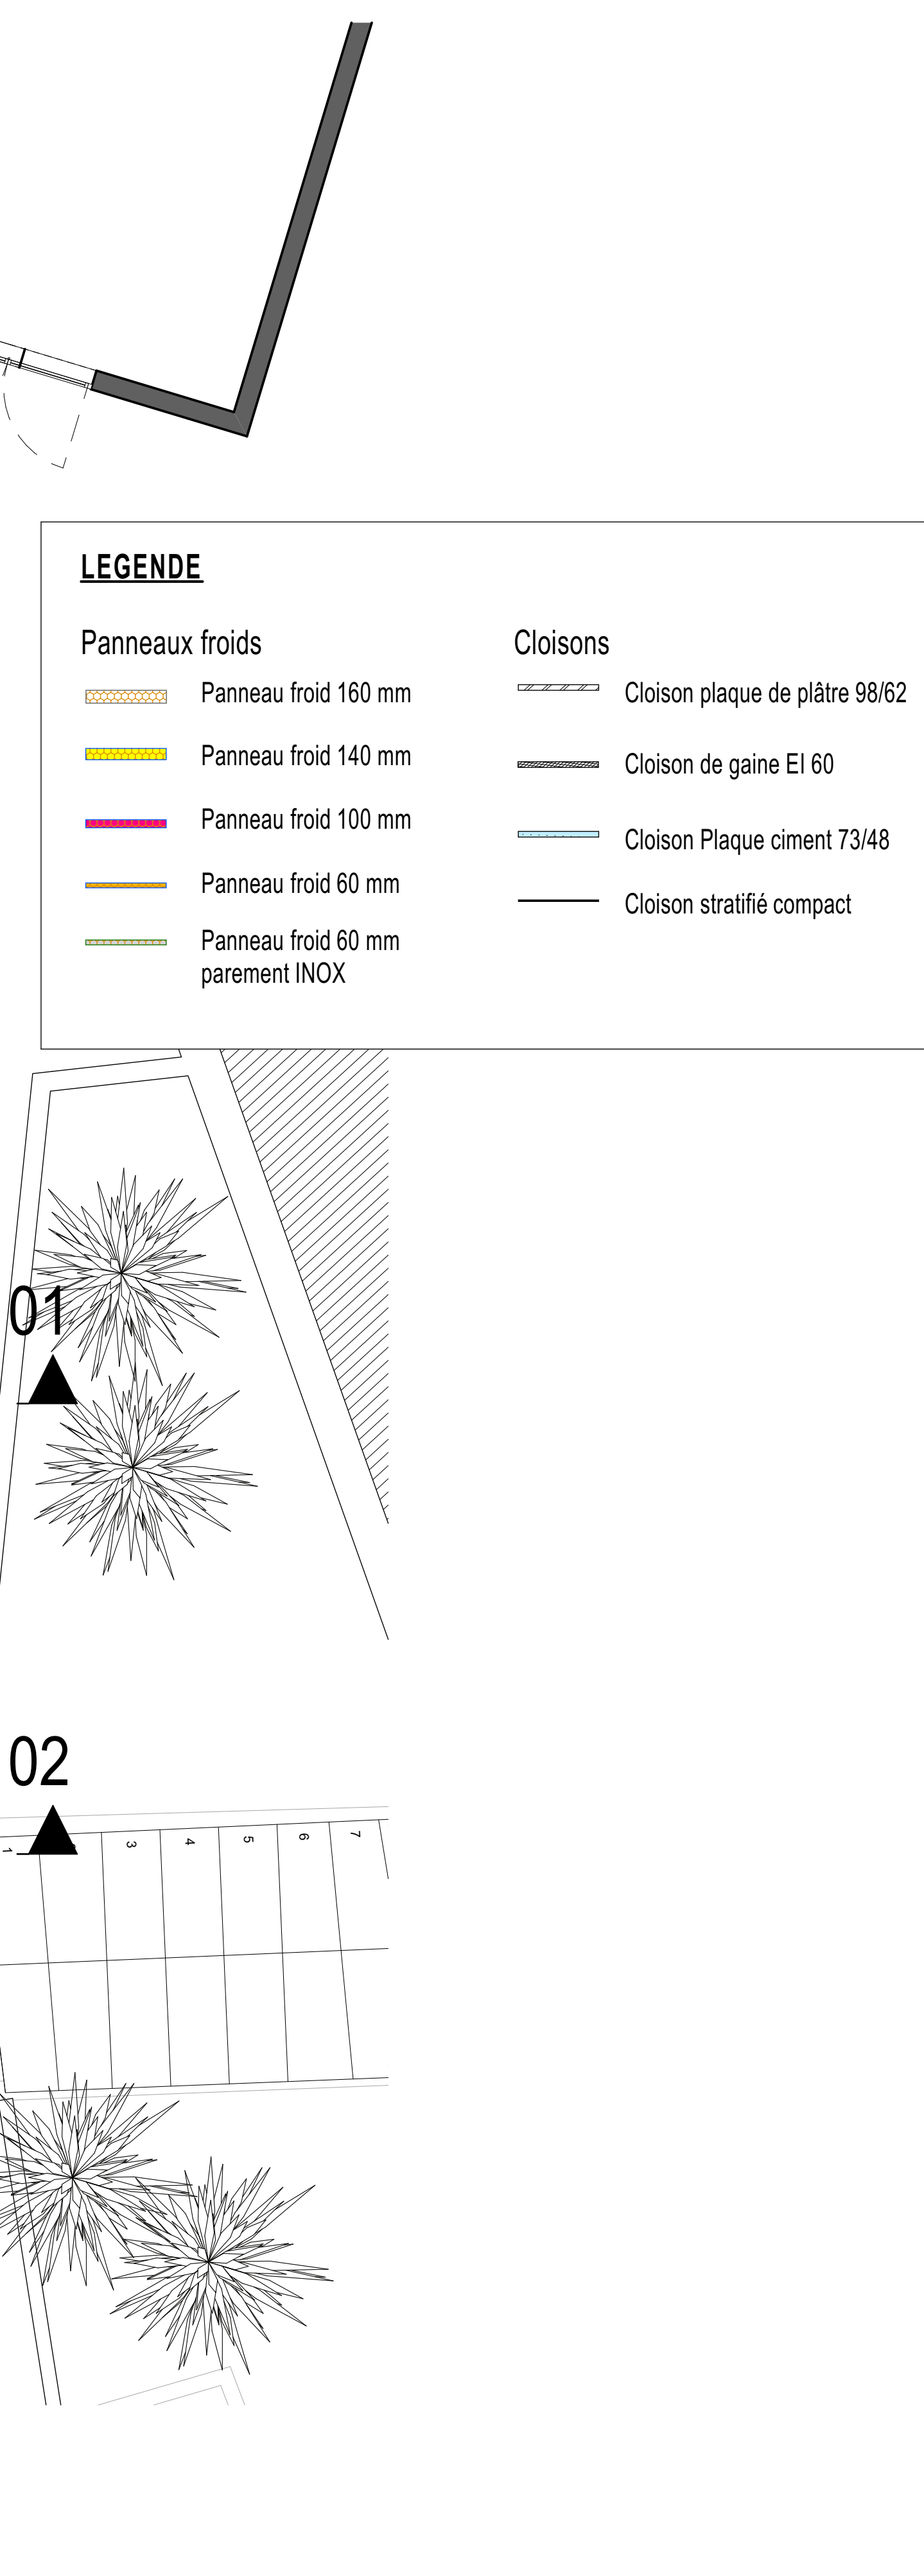 LEGENDE
Panneaux froids
Panneau froid 160 mm
Panneau froid 140 mm
Panneau froid 100 mm
Panneau froid 60 mm
Panneau froid 60 mm
parement INOX
Cloisons
Cloison plaque de plâtre 98/62
Cloison de gaine EI 60
Cloison Plaque ciment 73/48
Cloison stratifié compact
01
02
1
3
4
5
6
7